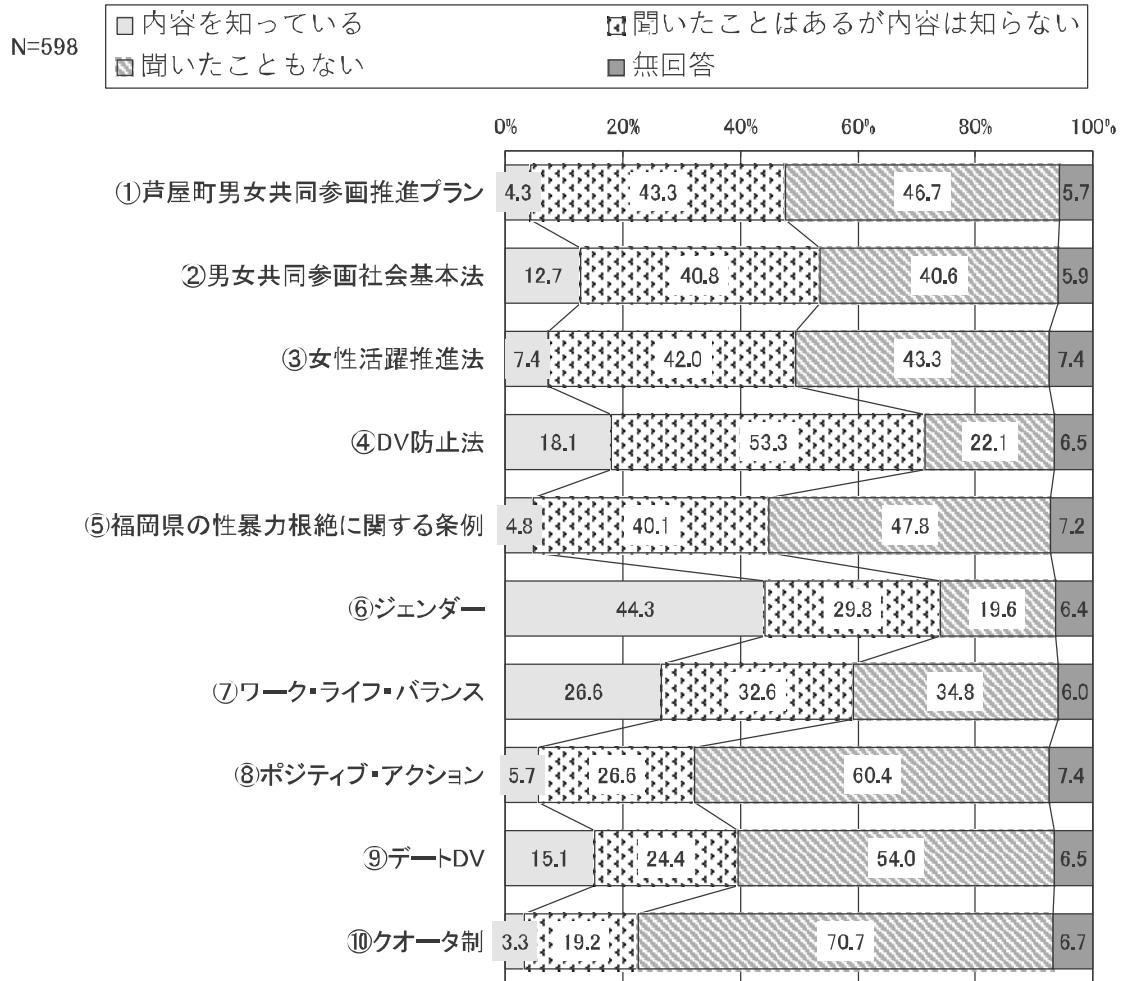 N=598
内容を知っている 聞いたことはあるが内容は知らない
聞いたこともない 無回答
0% 20% 40% 60% 80% 100%
①芦屋町男女共同参画推進プラン 4.3 43.3 46.7 5.7
②男女共同参画社会基本法 12.7 40.8 40.6 5.9
③女性活躍推進法 7.4 42.0 43.3 7.4
④DV防止法 18.1 53.3 22.1 6.5
⑤福岡県の性暴力根絶に関する条例 4.8 40.1 47.8 7.2
⑥ジェンダー 44.3 29.8 19.6 6.4
⑦ワーク・ライフ・バランス 26.6 32.6 34.8 6.0
⑧ポジティブ・アクション 5.7 26.6 60.4 7.4
⑨デートDV 15.1 24.4 54.0 6.5
⑩クオータ制 3.3 19.2 70.7 6.7